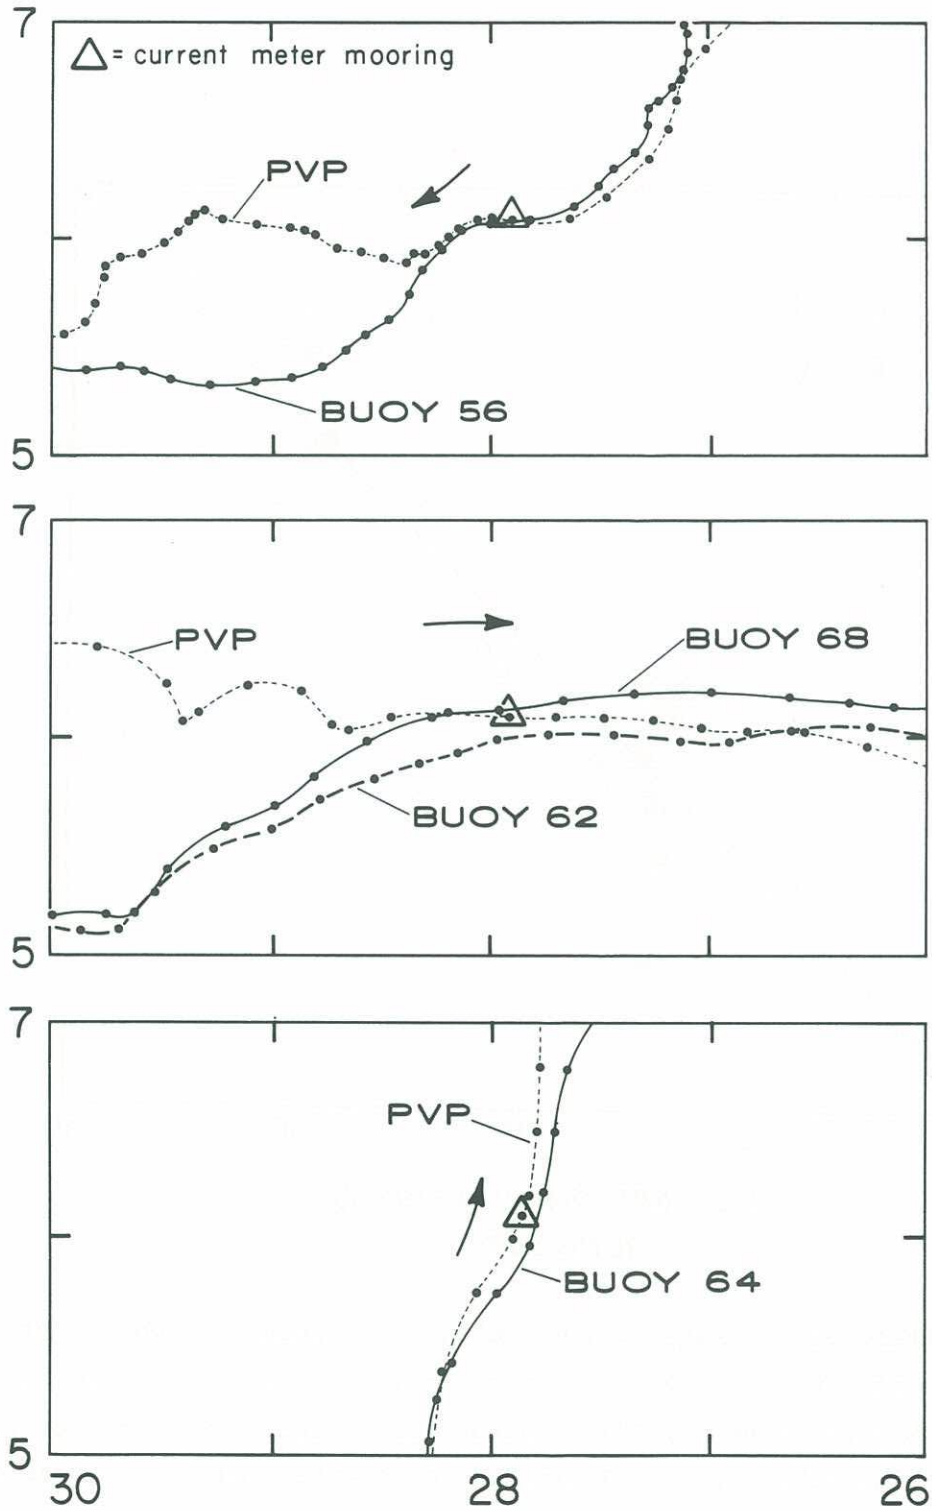 7
△ = current meter mooring
PVP
BUOY 56
5
7
PVP
BUOY 68
BUOY 62
5
7
PVP
BUOY 64
5
30 28 26